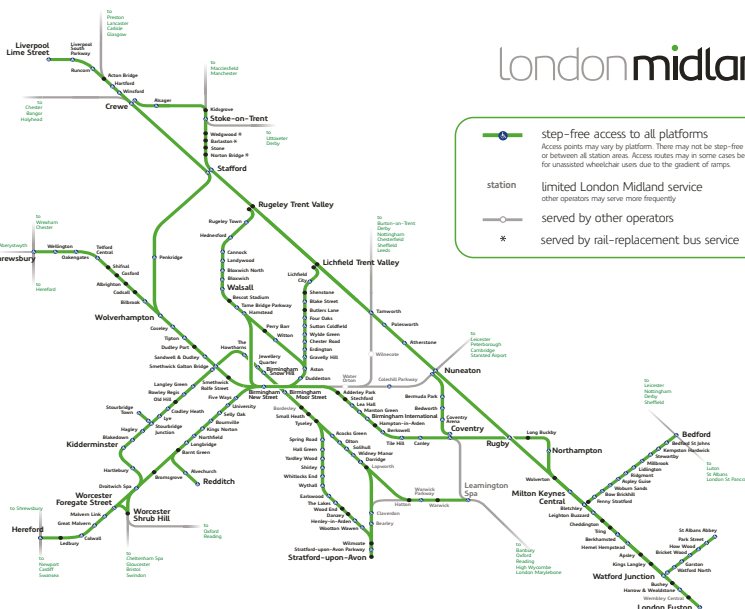 to
Preston
Lancaster
Carlisle
Glasgow
Liverpool
Lime Street
Liverpool
South
Parkway
Runcorn
Acton Bridge
Hartford
Winsford
to
Macclesfield
Manchester
to
Chester
Bangor
Holyhead
Crewe
Alsager
Kidsgrove
Stoke-on-Trent
to
Uttoxeter
Derby
Wedgwood *
Barlaston *
Stone
Norton Bridge *
Stafford
london midlan
step-free access to all platforms
Access points may vary by platform. There may not be step-free
or between all station areas. Access routes may in some cases be
for unassisted wheelchair users due to the gradient of ramps.
station
limited London Midland service
other operators may serve more frequently
served by other operators
*
served by rail-replacement bus service
Rugeley Trent Valley
Rugeley Town
Hednesford
Cannock
Landywood
Bloxwich North
Bloxwich
Walsall
Bescot Stadium
Tame Bridge Parkway
Hamstead
Perry Barr
Witton
to
Wrexham
Chester
Aberystwyth
Shrewsbury
to
Hereford
Wellington
Oakengates
Telford
Central
Shifnal
Cosford
Albrighton
Codsall
Bilbrook
Penkridge
Wolverhampton
Coseley
Tipton
Dudley Port
Sandwell & Dudley
Smethwick Galton Bridge
The
Hawthorns
Jewellery
Quarter
Birmingham
Snow Hill
Smethwick
Rolfe Street
Birmingham
New Street
Birmingham
Moor Street
to
Burton-on-Trent
Derby
Nottingham
Chesterfield
Sheffield
Leeds
Lichfield Trent Valley
Lichfield
City
Shenstone
Blake Street
Butlers Lane
Four Oaks
Sutton Coldfield
Wylde Green
Chester Road
Erdington
Gravelly Hill
Aston
Duddeston
Tamworth
Polesworth
Atherstone
Wilnecote
Water
Orton
Coleshill Parkway
Nuneaton
to
Leicester
Peterborough
Cambridge
Stansted Airport
Bermuda Park
Bedworth
Coventry
Arena
Coventry
Adderley Park
Stechford
Lea Hall
Marston Green
Birmingham International
Hampton-in-Arden
Berkswell
Tile Hill
Canley
Rugby
Long Buckby
Northampton
Wolverton
Milton Keynes
Central
Bletchley
Leighton Buzzard
Cheddington
Tring
Berkhamsted
Hemel Hempstead
Apsley
Kings Langley
Watford Junction
Bushey
Harrow & Wealdstone
Wembley Central
London Euston
to
Leicester
Nottingham
Derby
Sheffield
Bedford
Bedford St Johns
Kempston Hardwick
Stewartby
Millbrook
Lidlington
Ridgmont
Aspley Guise
Woburn Sands
Bow Brickhill
Fenny Stratford
to
Luton
St Albans
London St Pancras
St Albans Abbey
Park Street
How Wood
Bricket Wood
Garston
Watford North
Langley Green
Rowley Regis
Old Hill
Cradley Heath
Lye
Stourbridge
Town
Stourbridge
Junction
Hagley
Blakedown
Kidderminster
Hartlebury
Droitwich Spa
Five Ways
University
Selly Oak
Bournville
Kings Norton
Northfield
Longbridge
Barnt Green
Alvechurch
Redditch
Bromsgrove
Worcester
Foregate Street
Worcester
Shrub Hill
Malvern Link
Great Malvern
Colwall
Ledbury
Hereford
to Shrewsbury
to
Newport
Cardiff
Swansea
to
Cheltenham Spa
Gloucester
Bristol
Swindon
to
Oxford
Reading
Bordesley
Small Heath
Tyseley
Spring Road
Hall Green
Yardley Wood
Shirley
Whitlocks End
Wythall
Earlswood
The Lakes
Wood End
Danzey
Henley-in-Arden
Wootton Wawen
Acocks Green
Olton
Solihull
Widney Manor
Dorridge
Lapworth
Hatton
Warwick
Parkway
Warwick
Leamington
Spa
Claverdon
Bearley
Wilmcote
Stratford-upon-Avon Parkway
Stratford-upon-Avon
to
Banbury
Oxford
Reading
High Wycombe
London Marylebone